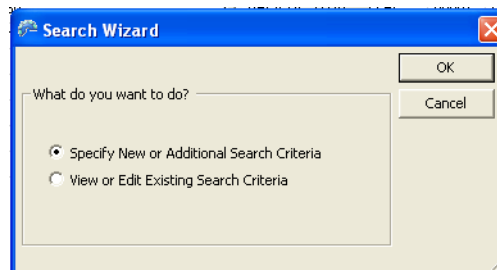 Search Wizard
OK
What do you want to do?
Cancel
Specify New or Additional Search Criteria
View or Edit Existing Search Criteria